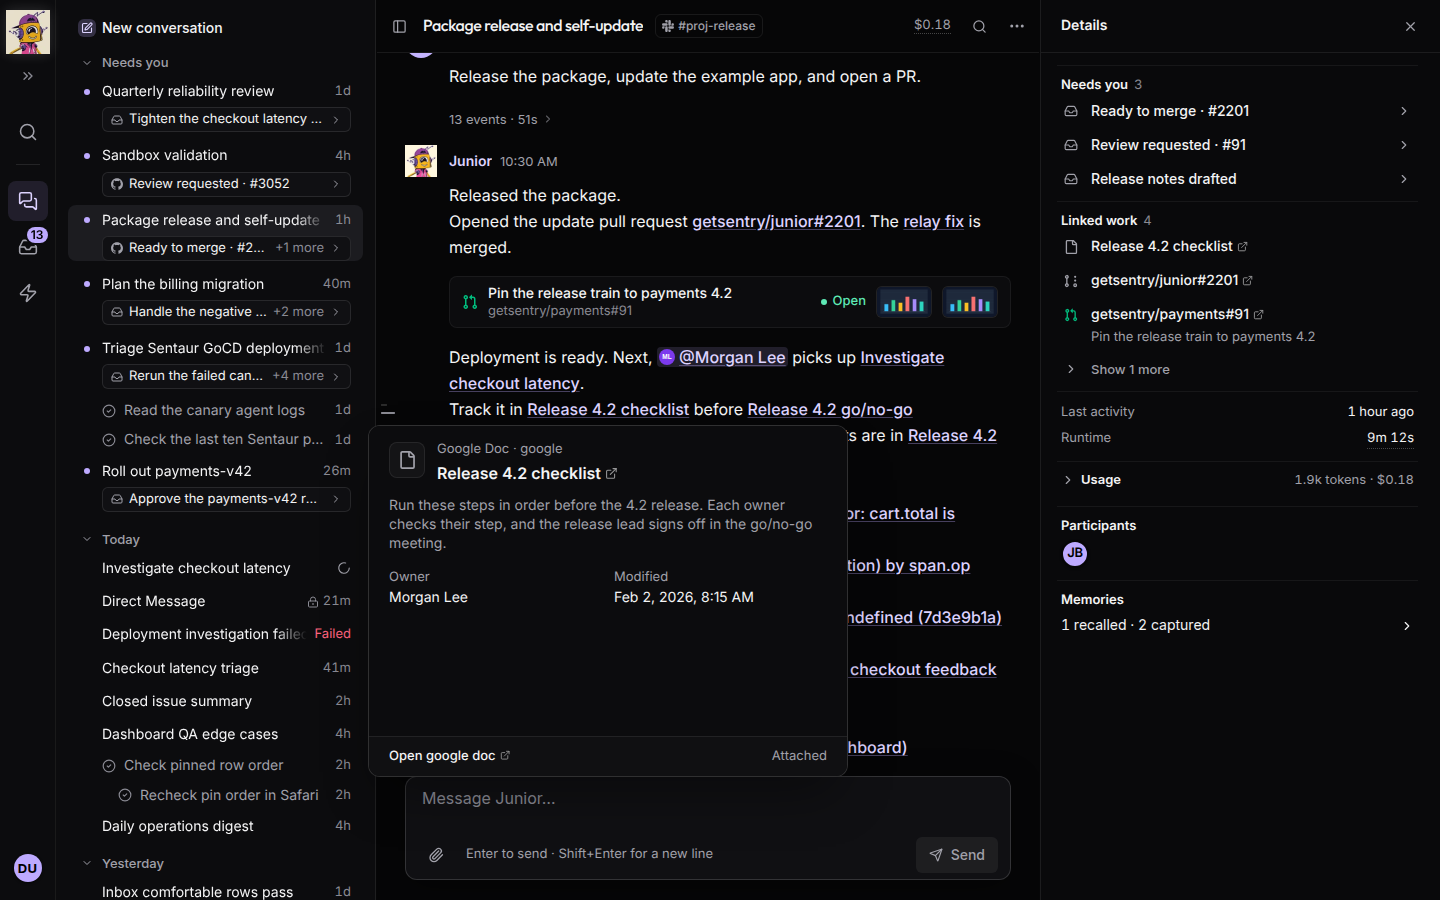 New conversation
Needs you
Quarterly reliability review 1d
Tighten the checkout latency ...
Sandbox validation 4h
Review requested · #3052
Package release and self-update 1h
Ready to merge · #2... +1 more
Plan the billing migration 40m
Handle the negative ... +2 more
Triage Sentaur GoCD deployment 1d
Rerun the failed can... +4 more
Read the canary agent logs 1d
Check the last ten Sentaur p... 1d
Roll out payments-v42 26m
Approve the payments-v42 r...
Today
Investigate checkout latency
Direct Message 21m
Deployment investigation failed Failed
Checkout latency triage 41m
Closed issue summary 2h
Dashboard QA edge cases 4h
Check pinned row order 2h
Recheck pin order in Safari 2h
Daily operations digest 4h
Yesterday
Inbox comfortable rows pass 1d
13
DU
Package release and self-update #proj-release $0.18
Release the package, update the example app, and open a PR.
13 events · 51s
Junior 10:30 AM
Released the package.
Opened the update pull request getsentry/junior#2201. The relay fix is
merged.
Pin the release train to payments 4.2
getsentry/payments#91
Open
Deployment is ready. Next, ML @Morgan Lee picks up Investigate
checkout latency.
Track it in Release 4.2 checklist before Release 4.2 go/no-go
s are in Release 4.2
or: cart.total is
tion) by span.op
ndefined (7d3e9b1a)
checkout feedback
hboard)
Google Doc · google
Release 4.2 checklist
Run these steps in order before the 4.2 release. Each owner
checks their step, and the release lead signs off in the go/no-go
meeting.
Owner Modified
Morgan Lee Feb 2, 2026, 8:15 AM
Open google doc Attached
Message Junior...
Enter to send · Shift+Enter for a new line
Send
Details
Needs you 3
Ready to merge · #2201
Review requested · #91
Release notes drafted
Linked work 4
Release 4.2 checklist
getsentry/junior#2201
getsentry/payments#91
Pin the release train to payments 4.2
Show 1 more
Last activity 1 hour ago
Runtime 9m 12s
Usage 1.9k tokens · $0.18
Participants
JB
Memories
1 recalled · 2 captured